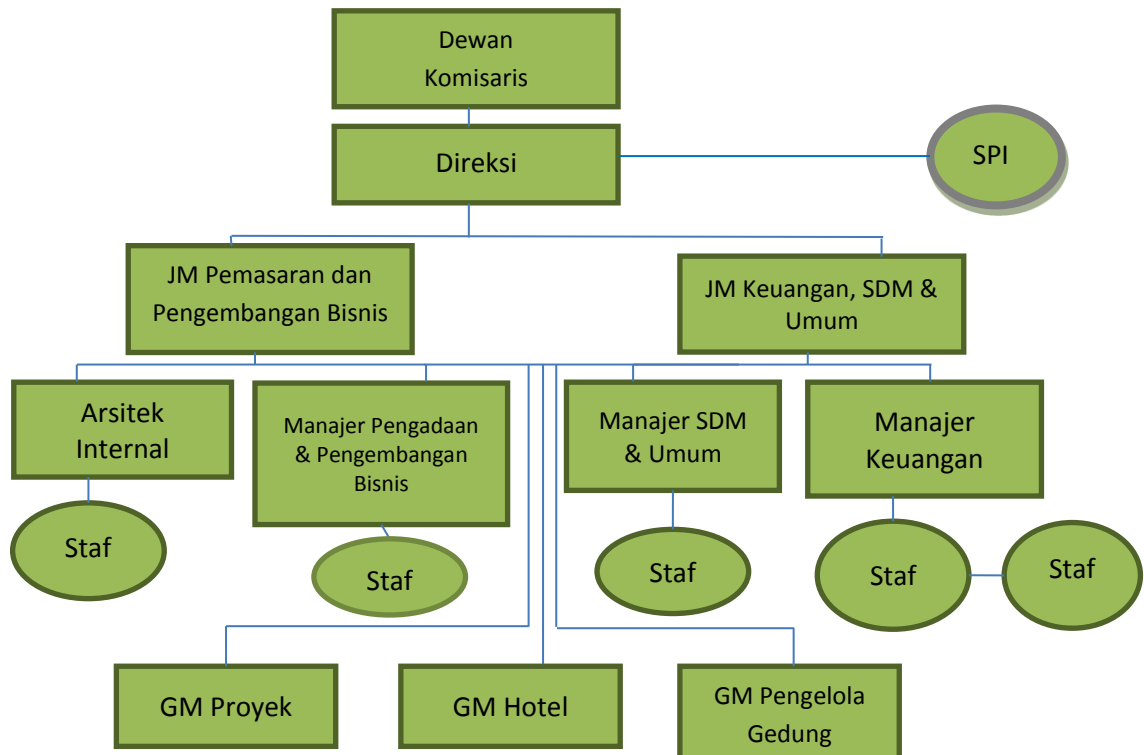 Dewan
Komisaris
Direksi
SPI
JM Pemasaran dan
Pengembangan Bisnis
JM Keuangan, SDM &
Umum
Arsitek
Internal
Manajer Pengadaan
& Pengembangan
Bisnis
Manajer SDM
& Umum
Manajer
Keuangan
Staf
Staf
Staf
Staf
Staf
GM Proyek
GM Hotel
GM Pengelola
Gedung